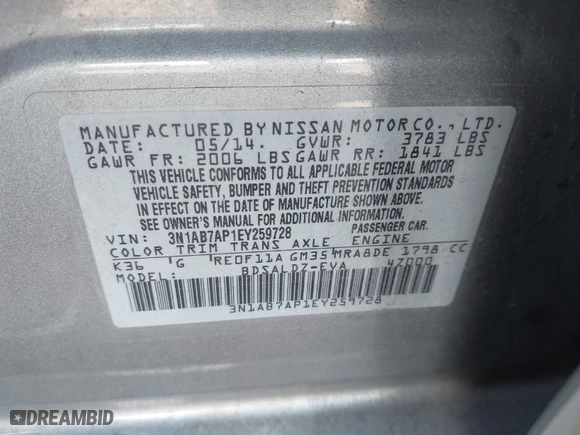 MANUFACTURED BY NISSAN MOTOR CO., LTD.
DATE: 05/14. GVWR: 3783 LBS
GAWR FR: 2006 LBS GAWR RR: 1841 LBS
THIS VEHICLE CONFORMS TO ALL APPLICABLE FEDERAL MOTOR
VEHICLE SAFETY, BUMPER AND THEFT PREVENTION STANDARDS
IN EFFECT ON THE DATE OF MANUFACTURE SHOWN ABOVE.
SEE OWNER'S MANUAL FOR ADDITIONAL INFORMATION
VIN: 3N1AB7AP1EY259728 PASSENGER CAR.
COLOR TRIM TRANS AXLE ENGINE
K36 'G 'RE0F11A GM35'MRA8DE 1798 CC
MODEL: BDSALDZ-EVA 47000
3N1AB7AP1EY259728
DREAMBID